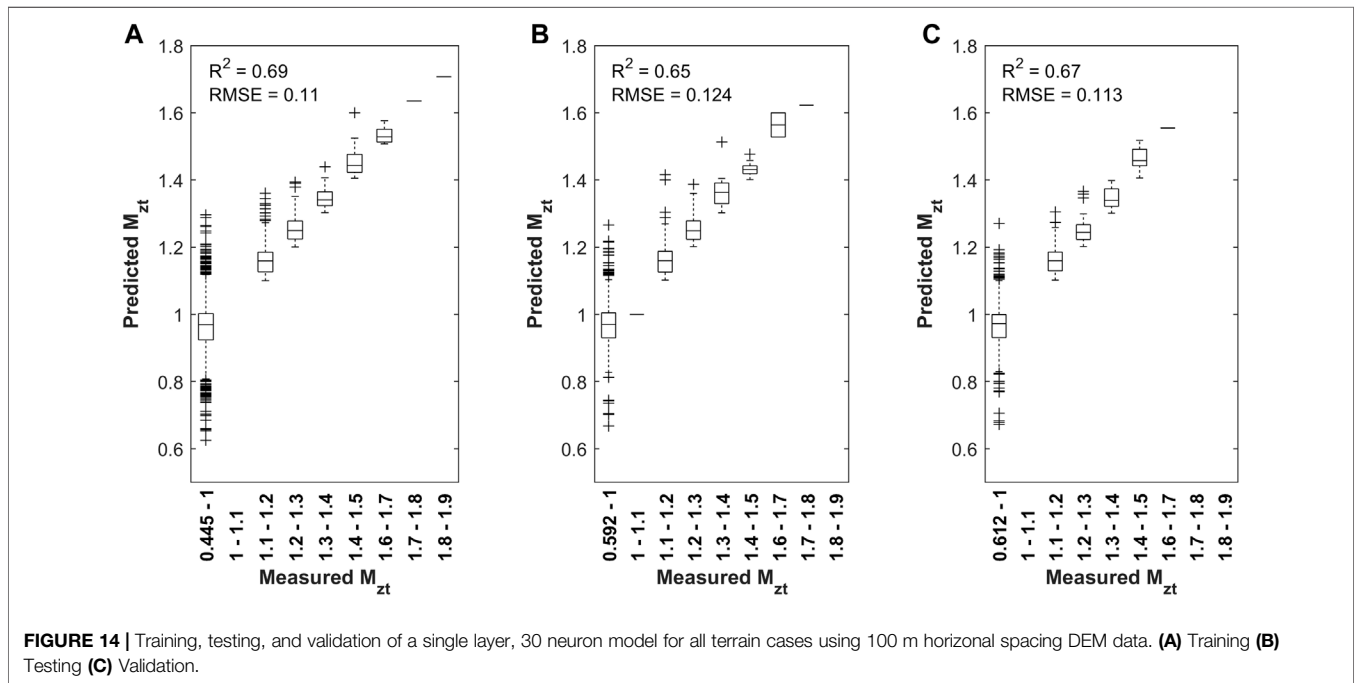 A
R² = 0.69
RMSE = 0.11
Predicted M_zt
1.8
1.6
1.4
1.2
1
0.8
0.6
0.445 - 1
1 - 1.1
1.1 - 1.2
1.2 - 1.3
1.3 - 1.4
1.4 - 1.5
1.6 - 1.7
1.7 - 1.8
1.8 - 1.9
Measured M_zt
B
R² = 0.65
RMSE = 0.124
Predicted M_zt
1.8
1.6
1.4
1.2
1
0.8
0.6
0.592 - 1
1 - 1.1
1.1 - 1.2
1.2 - 1.3
1.3 - 1.4
1.4 - 1.5
1.6 - 1.7
1.7 - 1.8
1.8 - 1.9
Measured M_zt
C
R² = 0.67
RMSE = 0.113
Predicted M_zt
1.8
1.6
1.4
1.2
1
0.8
0.6
0.612 - 1
1 - 1.1
1.1 - 1.2
1.2 - 1.3
1.3 - 1.4
1.4 - 1.5
1.6 - 1.7
1.7 - 1.8
1.8 - 1.9
Measured M_zt
FIGURE 14 | Training, testing, and validation of a single layer, 30 neuron model for all terrain cases using 100 m horizonal spacing DEM data. (A) Training (B)
Testing (C) Validation.